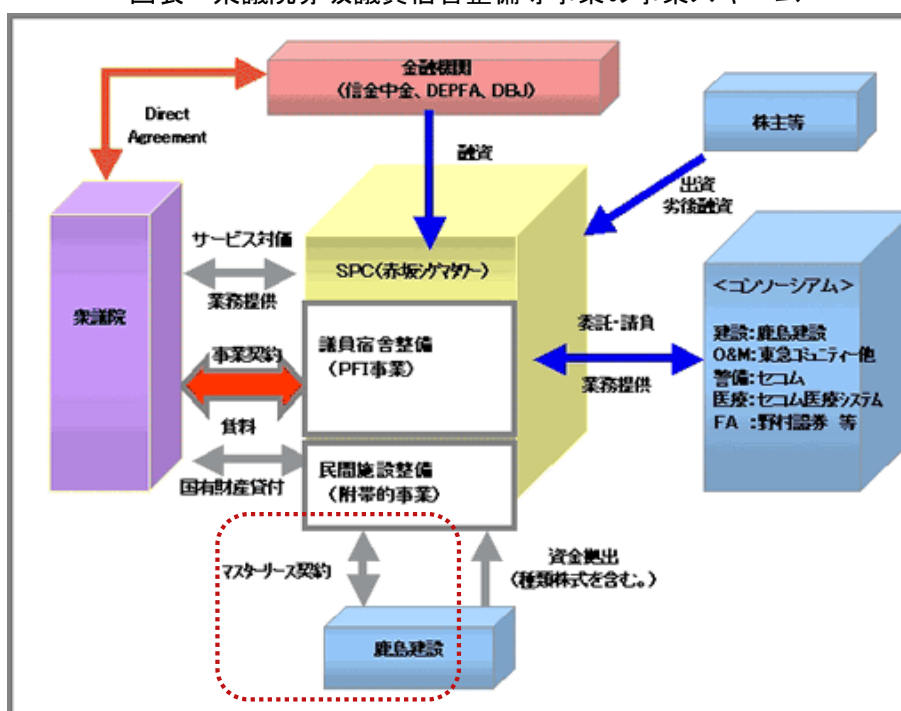 金融機関
(信金中金、DEPFA、DBJ)
Direct
Agreement
融資
株主等
出資
劣後融資
サービス対価
業務提供
SPC(赤坂シグマタワー)
衆議院
事業契約
議員宿舎整備
(PFI事業)
賃料
国有財産貸付
民間施設整備
(附帯的事業)
委託・請負
業務提供
<コンソーシアム>
建設:鹿島建設
O&M:東急コミュニティー他
警備:セコム
医療:セコム医療システム
FA :野村證券 等
マスターリース契約
資金拠出
(種類株式を含む。)
鹿島建設